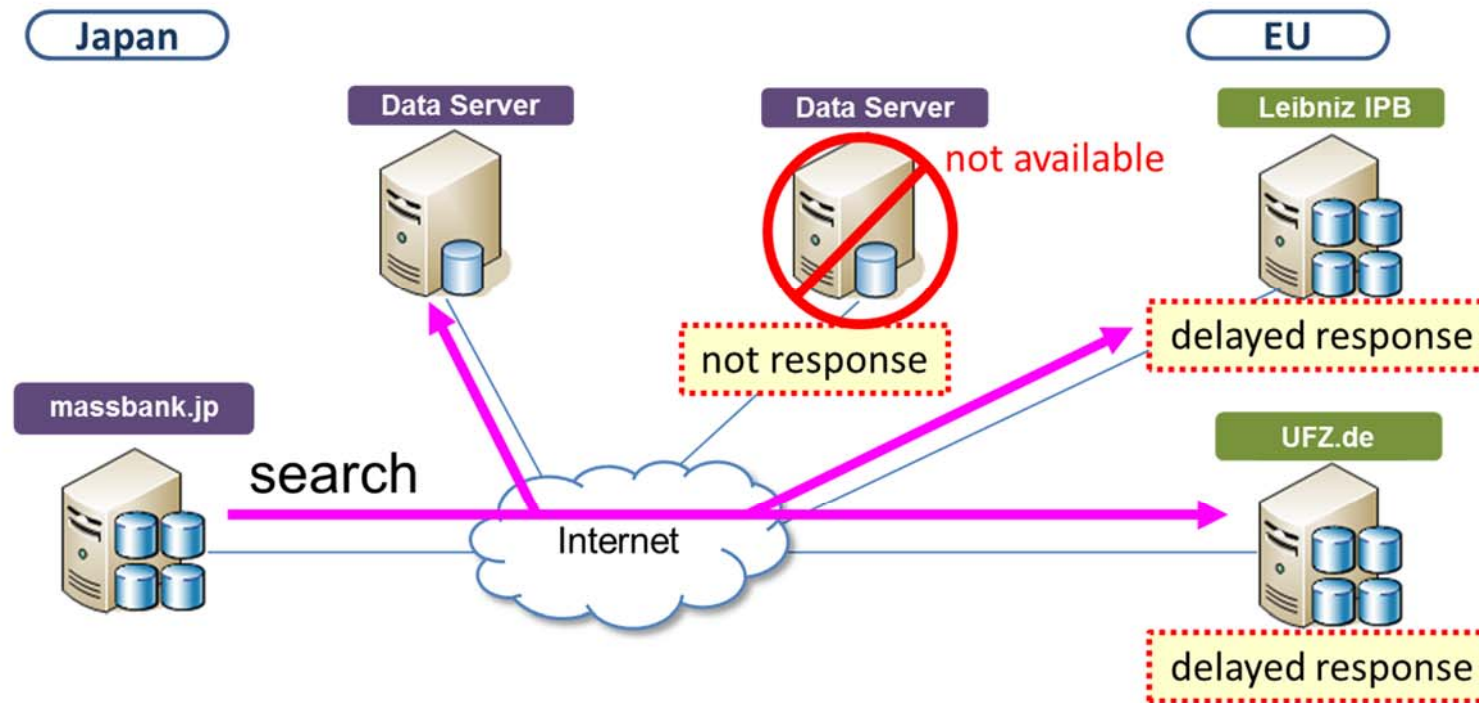 Japan
EU
Data Server
Data Server
Leibniz IPB
not available
not response
delayed response
massbank.jp
UFZ.de
search
Internet
delayed response